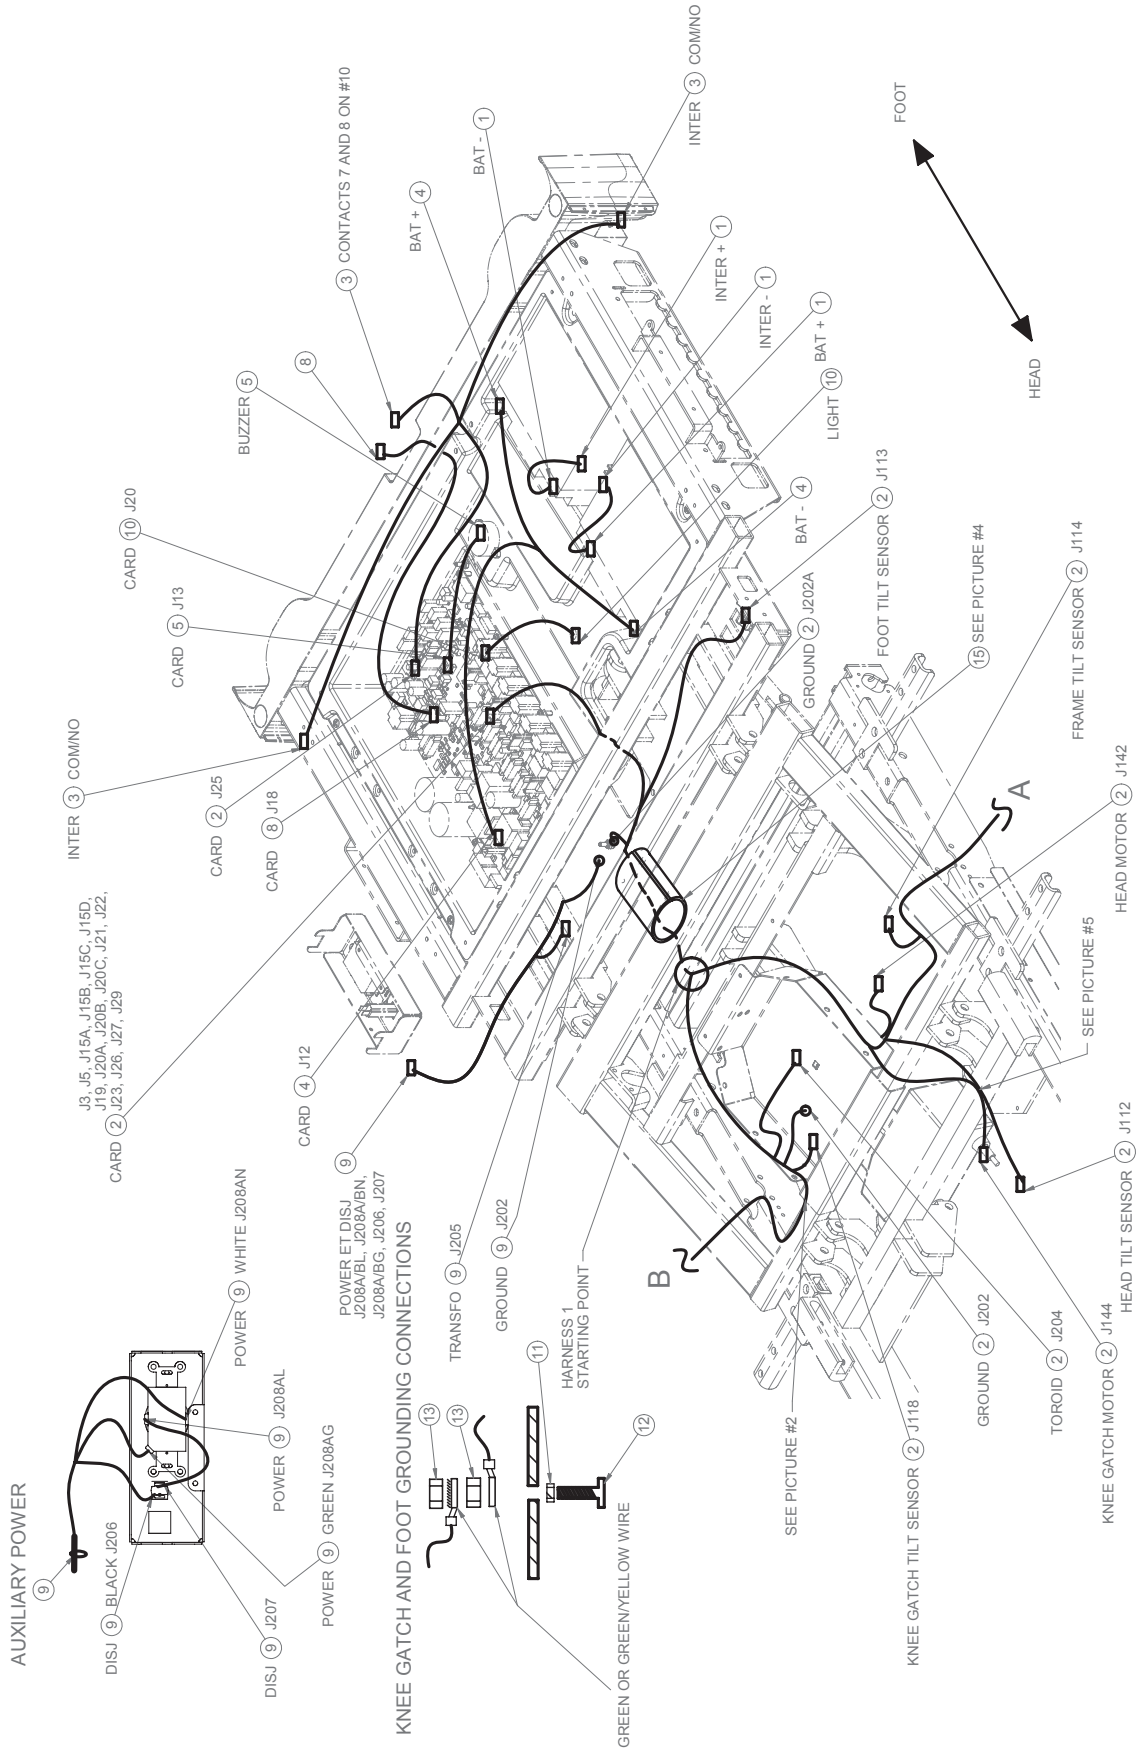 AUXILIARY POWER
9
DISJ 9 BLACK J206
DISJ 9 J207
POWER 9 GREEN J208AG
POWER 9 J208AL
POWER 9 WHITE J208AN
KNEE GATCH AND FOOT GROUNDING CONNECTIONS
13
13
11
12
GREEN OR GREEN/YELLOW WIRE
J3, J5, J15A, J15B, J15C, J15D,
J19, J20A, J20B, J20C, J21, J22,
CARD 2 J23, J26, J27, J29
INTER 3 COM/NO
CARD 2 J25
CARD 8 J18
CARD 5 J13
CARD 10 J20
BUZZER 5
8
3 CONTACTS 7 AND 8 ON #10
BAT + 4
BAT - 1
INTER 3 COM/NO
INTER + 1
INTER - 1
BAT + 1
LIGHT 10
BAT - 4
FOOT TILT SENSOR 2 J113
GROUND 2 J202A
15 SEE PICTURE #4
FRAME TILT SENSOR 2 J114
HEAD MOTOR 2 J142
SEE PICTURE #5
HEAD TILT SENSOR 2 J112
KNEE GATCH MOTOR 2 J144
TOROID 2 J204
GROUND 2 J202
KNEE GATCH TILT SENSOR 2 J118
SEE PICTURE #2
CARD 4 J12
POWER ET DISJ 9
J208A/BL, J208A/BN,
J208A/BG, J206, J207
TRANSFO 9 J205
GROUND 9 J202
HARNESS 1
STARTING POINT
A
B
FOOT
HEAD